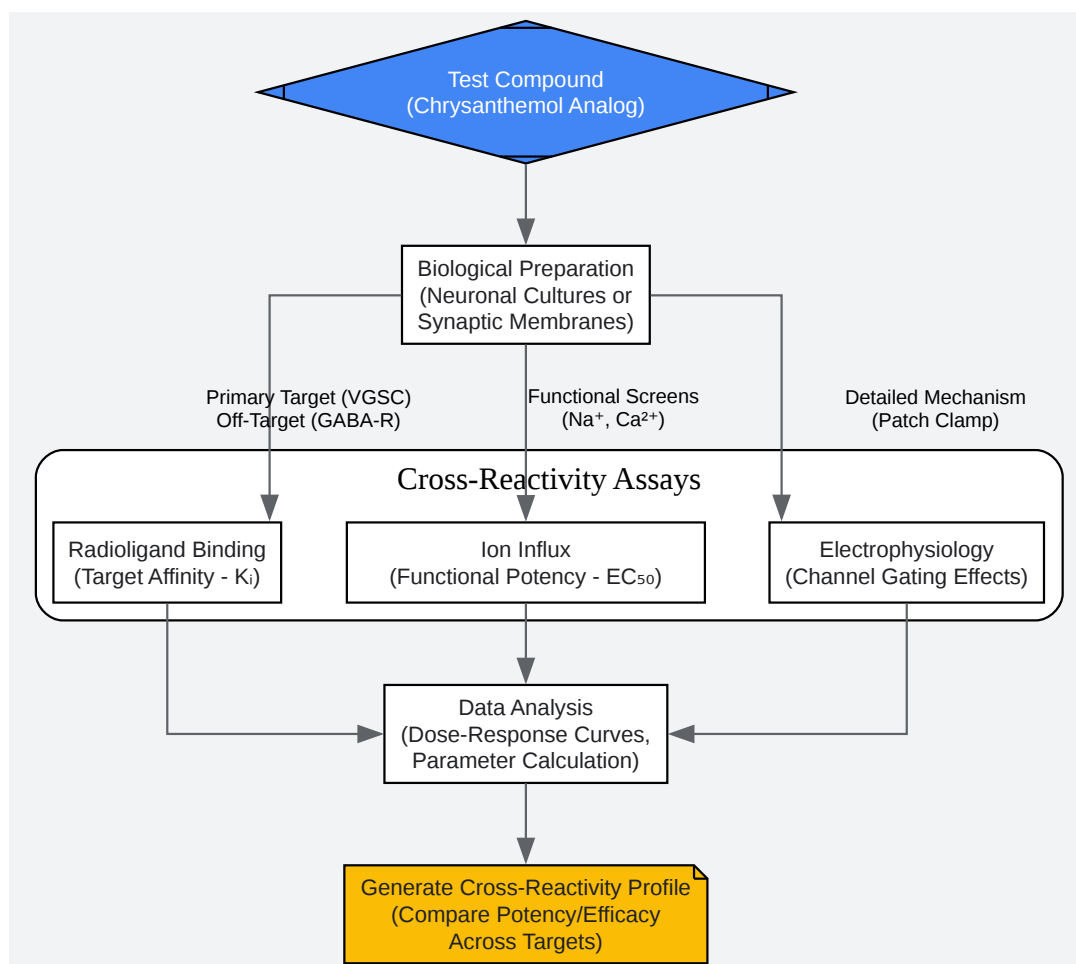 Test Compound
(Chrysanthemol Analog)
Biological Preparation
(Neuronal Cultures or
Synaptic Membranes)
Primary Target (VGSC)
Off-Target (GABA-R)
Functional Screens
(Na⁺, Ca²⁺)
Detailed Mechanism
(Patch Clamp)
Cross-Reactivity Assays
Radioligand Binding
(Target Affinity - Kᵢ)
Ion Influx
(Functional Potency - EC₅₀)
Electrophysiology
(Channel Gating Effects)
Data Analysis
(Dose-Response Curves,
Parameter Calculation)
Generate Cross-Reactivity Profile
(Compare Potency/Efficacy
Across Targets)